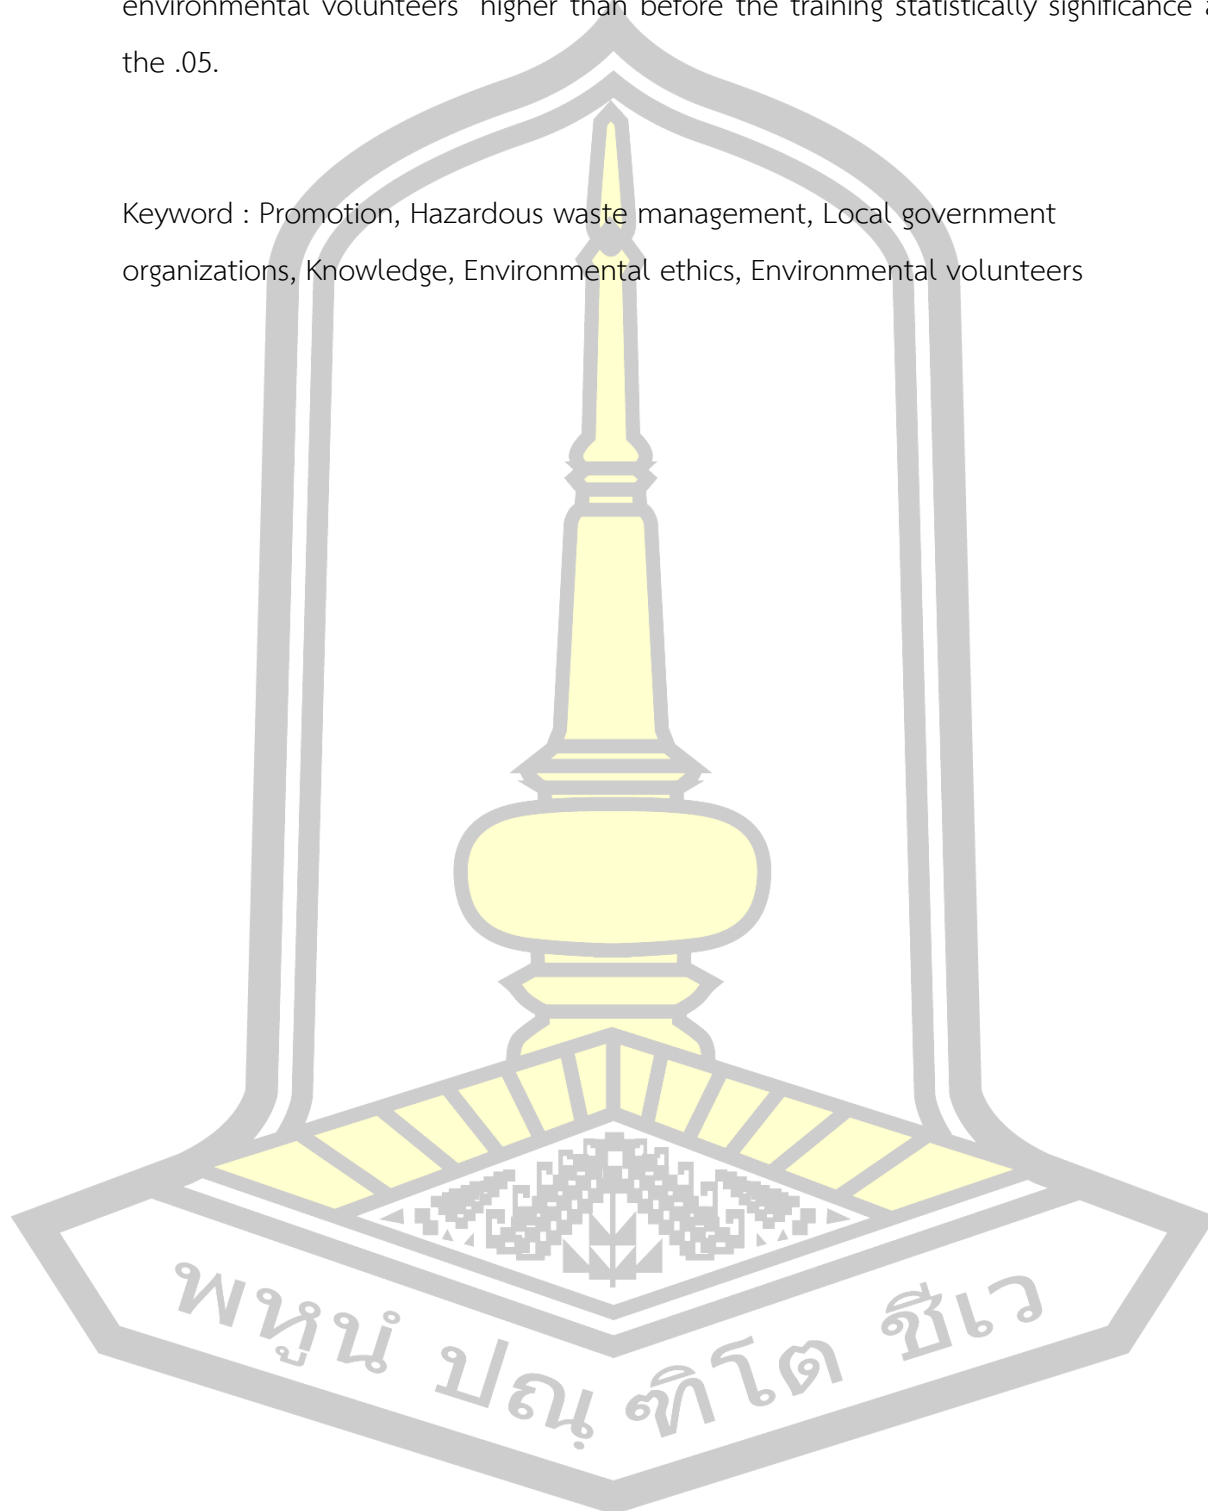 environmental volunteers higher than before the training statistically significance a
the .05.
Keyword : Promotion, Hazardous waste management, Local government
organizations, Knowledge, Environmental ethics, Environmental volunteers
พหูนํ ปณฺฑิโต ชีเว